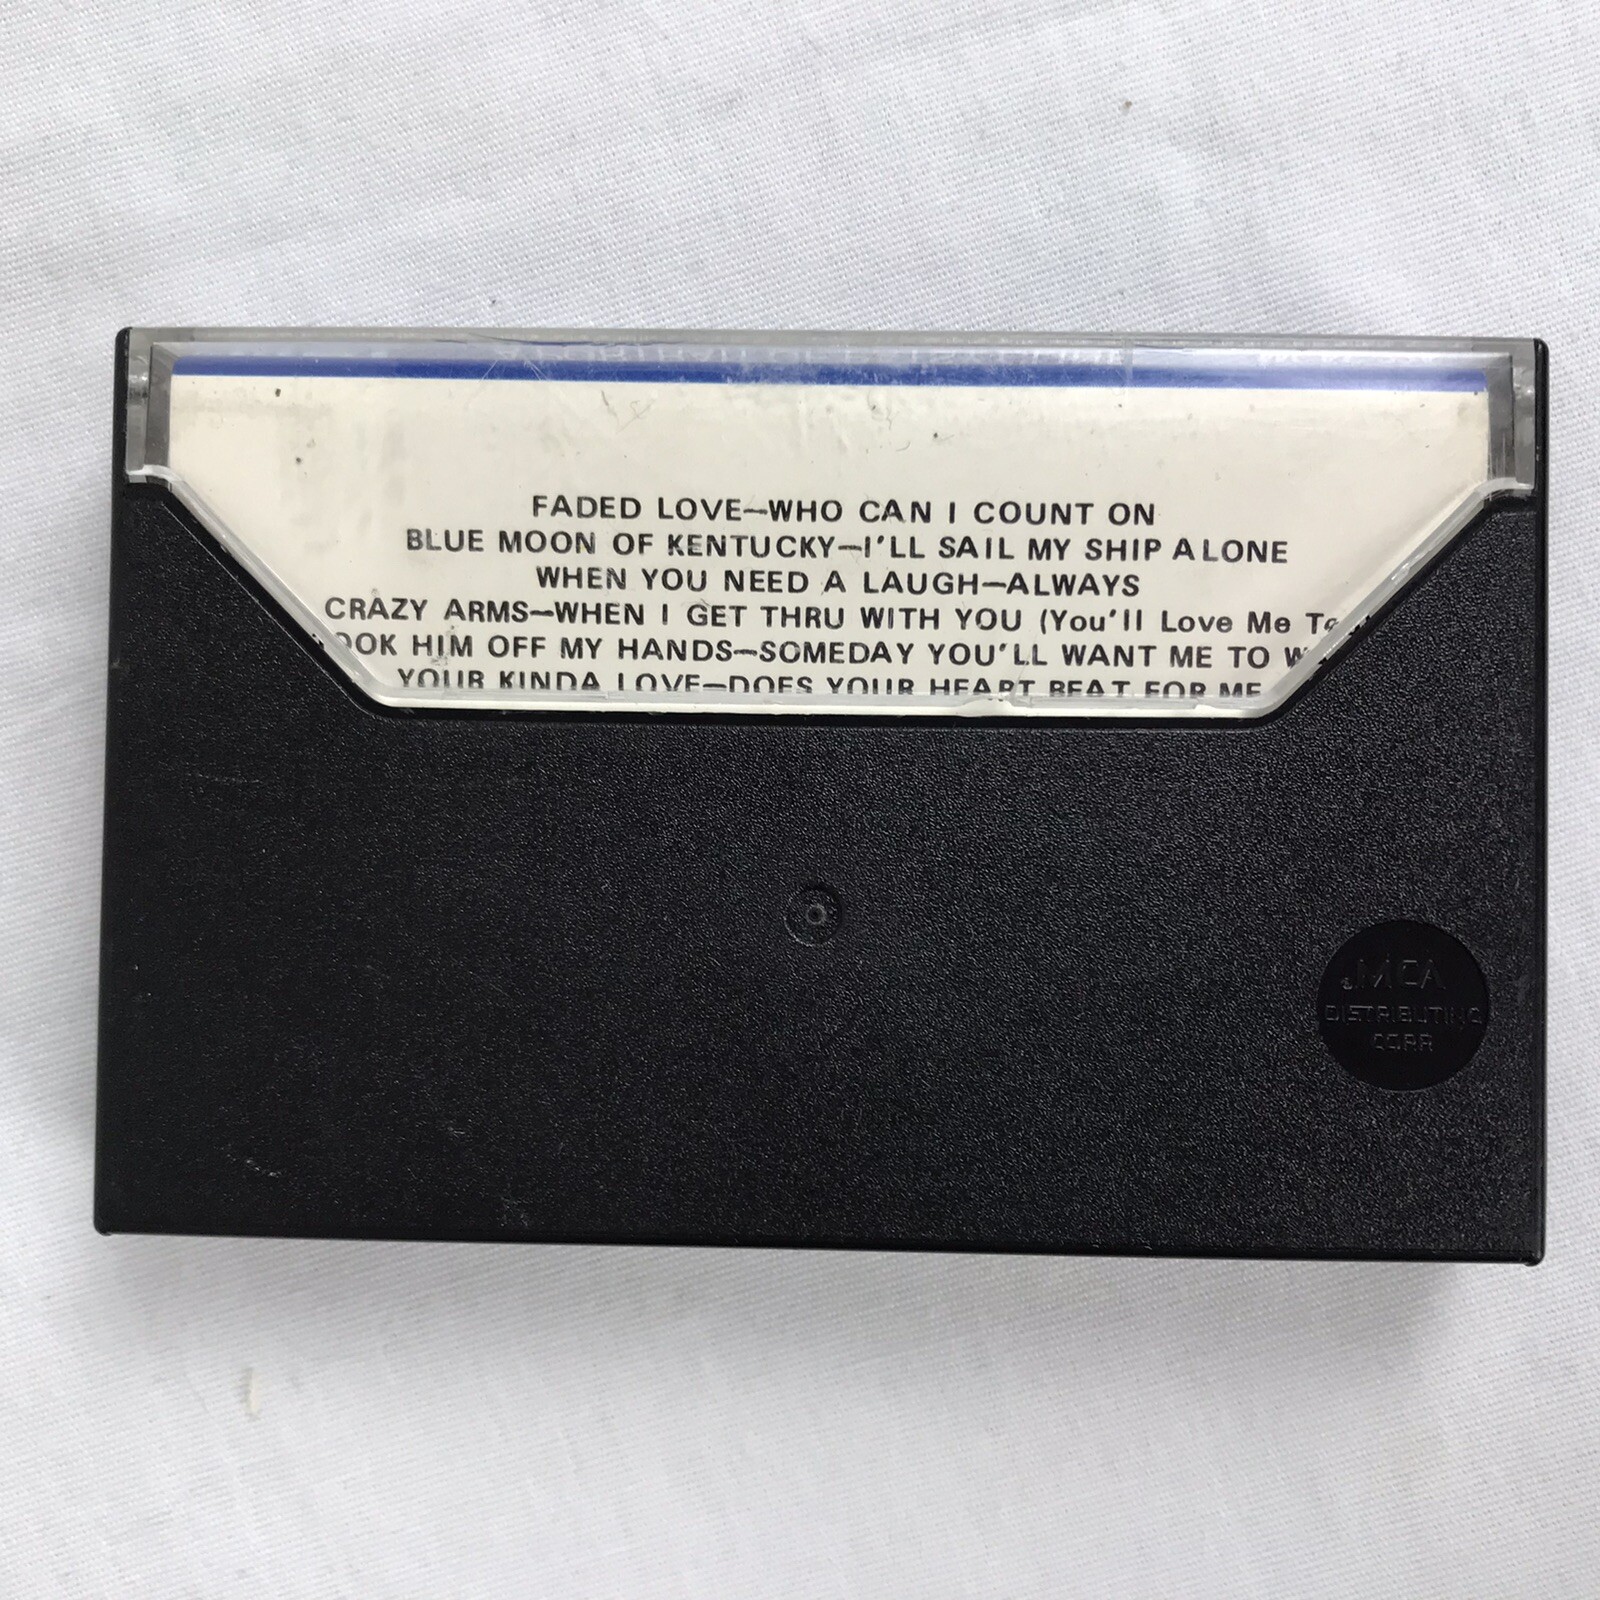 FADED LOVE—WHO CAN I COUNT ON
BLUE MOON OF KENTUCKY—I'LL SAIL MY SHIP ALONE
WHEN YOU NEED A LAUGH—ALWAYS
CRAZY ARMS—WHEN I GET THRU WITH YOU (You'll Love Me
HIM OFF MY HANDS—SOMEDAY YOU'LL WANT ME TO
YOUR KINDA LOVE—DOES YOUR HEART BEAT FOR ME
MCA
DISTRIBUTING
CORP.